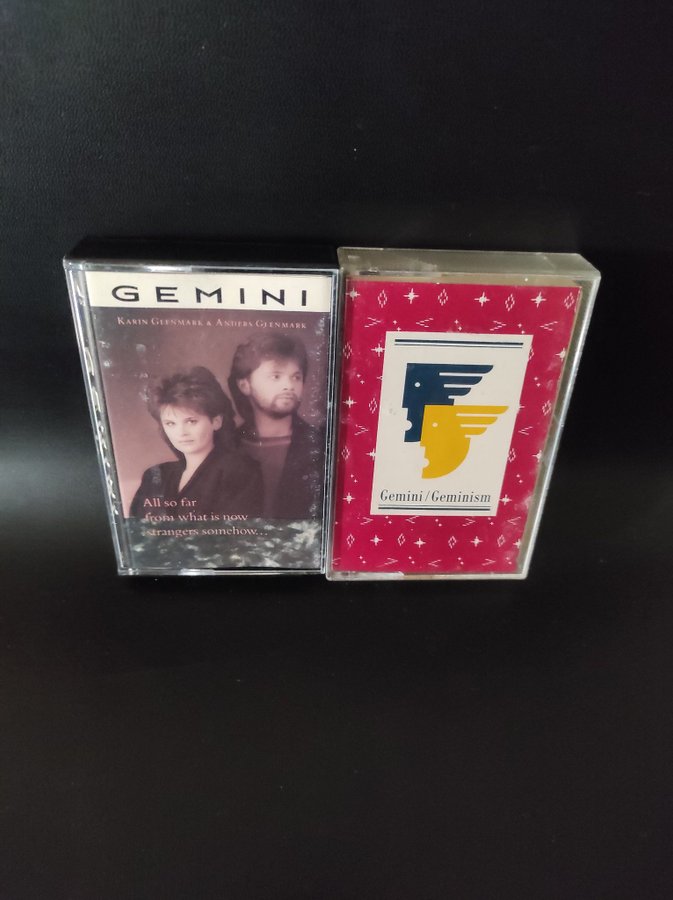 GEMINI
KARIN GLENMARK & ANDERS GLENMARK
All so far
from what is now
strangers somehow...
Gemini/Geminism